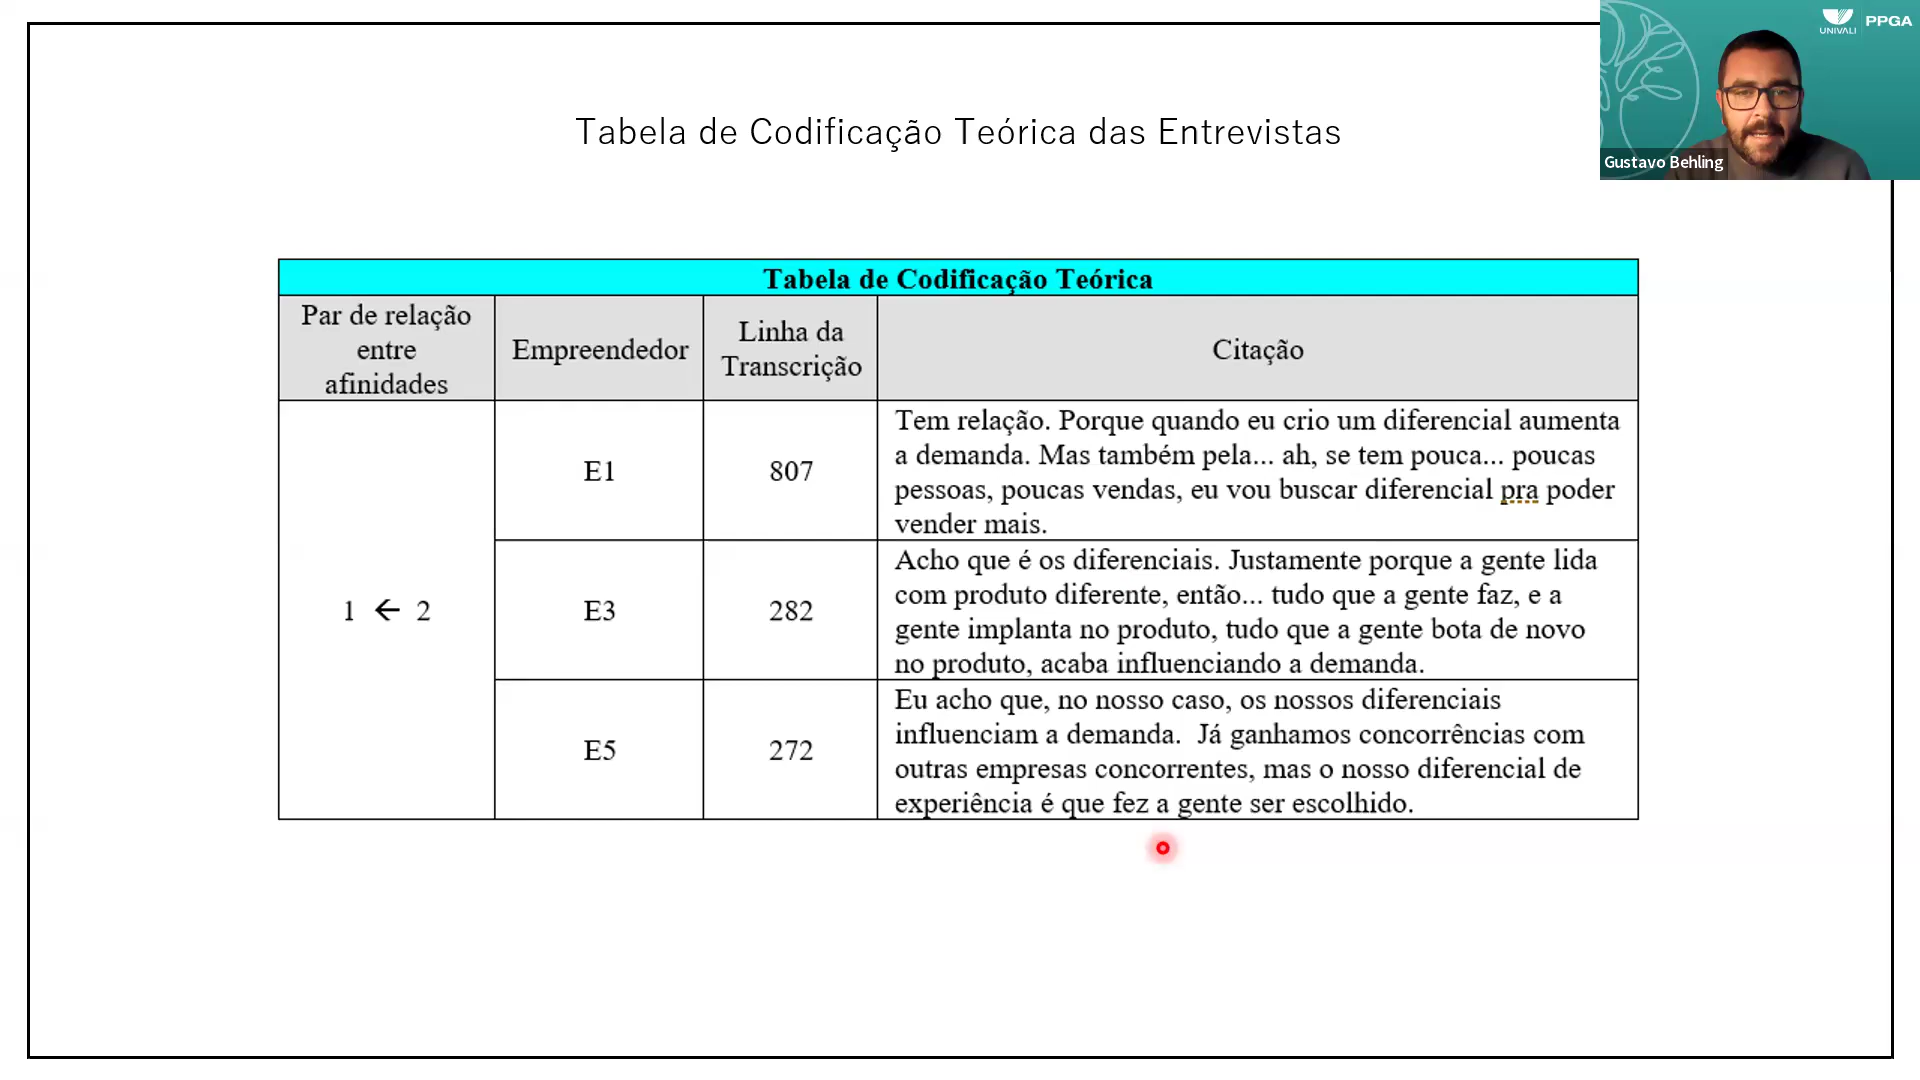 UNIVALI PPGA
Gustavo Behling
Tabela de Codificação Teórica das Entrevistas
Tabela de Codificação Teórica
Par de relação
entre
afinidades
Empreendedor
Linha da
Transcrição
Citação
1 ← 2
E1
807
Tem relação. Porque quando eu crio um diferencial aumenta
a demanda. Mas também pela... ah, se tem pouca... poucas
pessoas, poucas vendas, eu vou buscar diferencial pra poder
vender mais.
E3
282
Acho que é os diferenciais. Justamente porque a gente lida
com produto diferente, então... tudo que a gente faz, e a
gente implanta no produto, tudo que a gente bota de novo
no produto, acaba influenciando a demanda.
E5
272
Eu acho que, no nosso caso, os nossos diferenciais
influenciam a demanda.  Já ganhamos concorrências com
outras empresas concorrentes, mas o nosso diferencial de
experiência é que fez a gente ser escolhido.